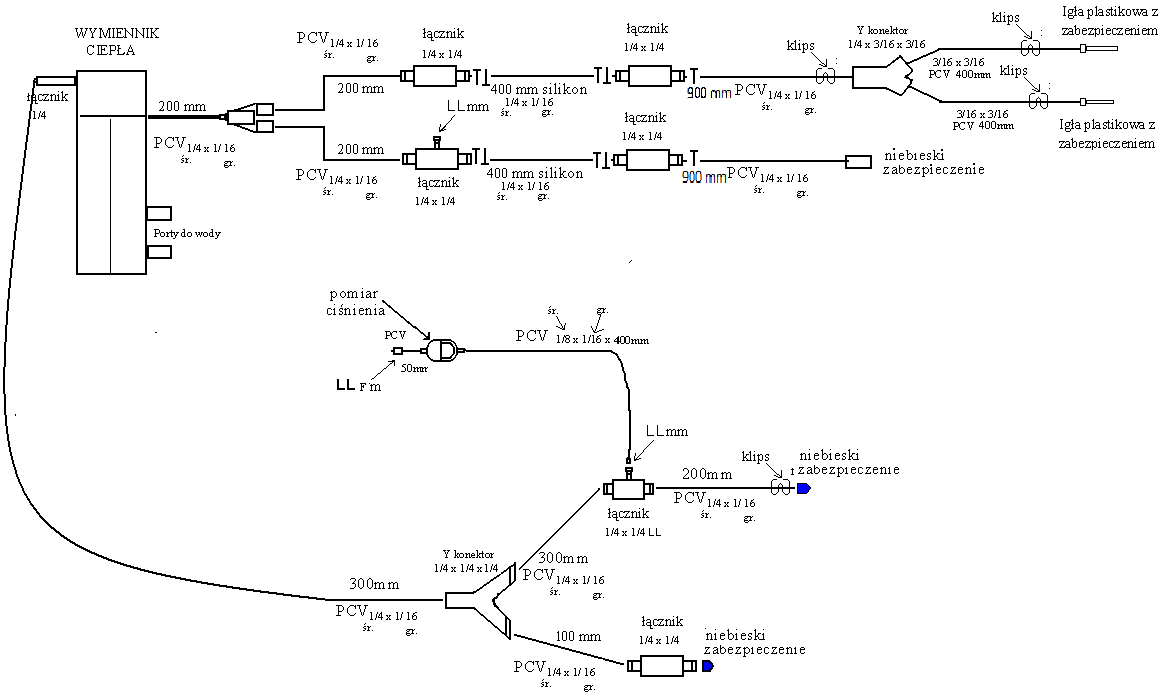 WYMIENNIK
CIEPŁA
łącznik
1/4
200 mm
PCV 1/4 x 1/ 16
śr.
gr.
Porty do wody
PCV 1/4 x 1/ 16
śr.
gr.
200 mm
łącznik
1/4 x 1/4
400 mm silikon
1/4 x 1/ 16
śr.
gr.
łącznik
1/4 x 1/4
900 mm PCV 1/4 x 1/ 16
śr.
gr.
klips
:
Y konektor
1/4 x 3/16 x 3/16
klips
:
Igła plastikowa z
zabezpieczeniem
3/16 x 3/16
PCV 400mm
klips
:
3/16 x 3/16
PCV 400mm
Igła plastikowa z
zabezpieczeniem
LLmm
200 mm
PCV 1/4 x 1/ 16
śr.
gr.
łącznik
1/4 x 1/4
400 mm silikon
1/4 x 1/ 16
śr.
gr.
łącznik
1/4 x 1/4
900 mm PCV 1/4 x 1/ 16
śr.
gr.
niebieski
zabezpieczenie
pomiar
ciśnienia
PCV
50mm
LL Fm
śr.
gr.
PCV 1/8 x 1/16 x 400mm
LLmm
łącznik
1/4 x 1/4 LL
200mm
PCV 1/4 x 1/ 16
śr.
gr.
klips
niebieski
zabezpieczenie
300mm
PCV 1/4 x 1/ 16
śr.
gr.
Y konektor
1/4 x 1/4 x1/4
300mm
PCV 1/4 x 1/ 16
śr.
gr.
100 mm
PCV 1/4 x 1/ 16
śr.
gr.
łącznik
1/4 x 1/4
niebieski
zabezpieczenie